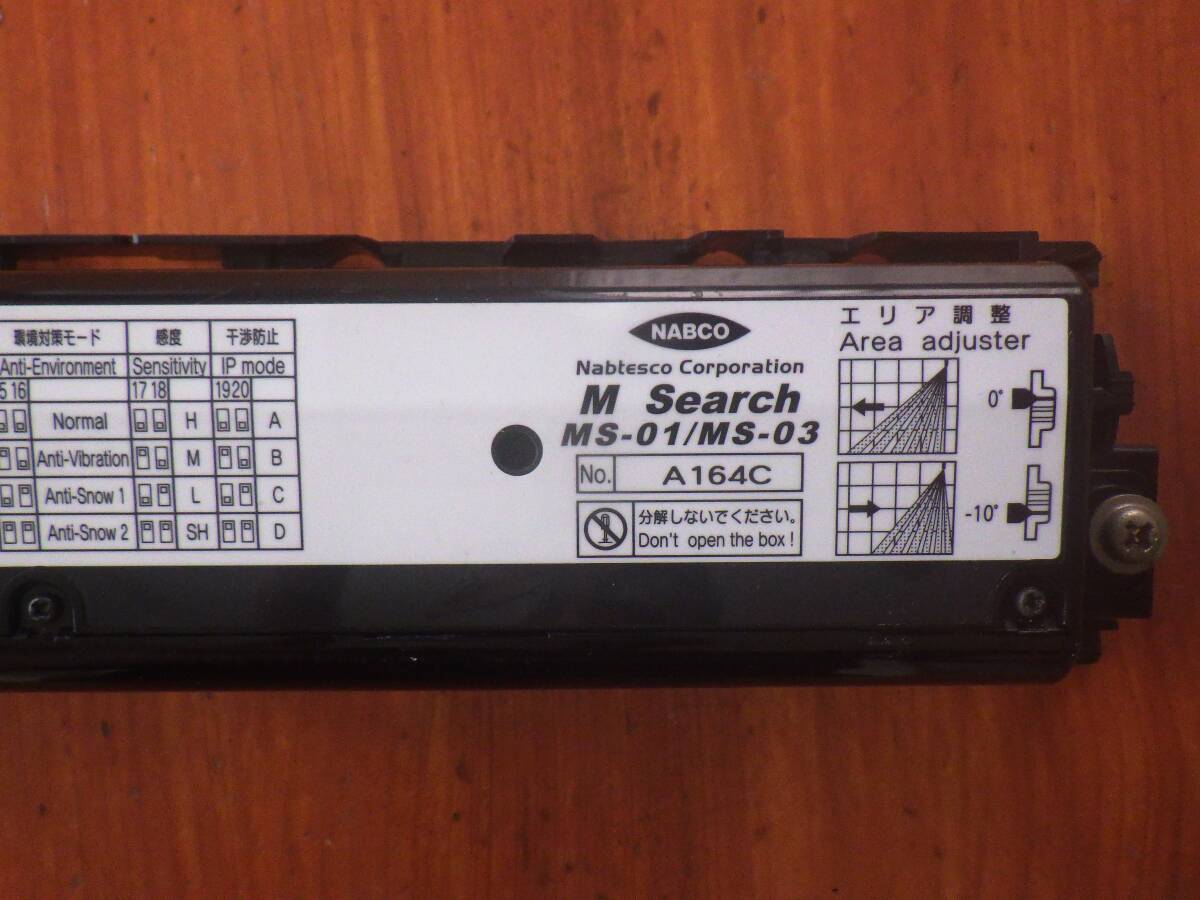 環境対策モード 感度 干渉防止
Anti-Environment Sensitivity IP mode
5 16 17 18 19 20
Normal H A
Anti-Vibration M B
Anti-Snow 1 L C
Anti-Snow 2 SH D
NABCO
Nabtesco Corporation
M Search
MS-01/MS-03
No. A164C
分解しないでください。
Don't open the box!
エリア調整
Area adjuster
0°
-10°